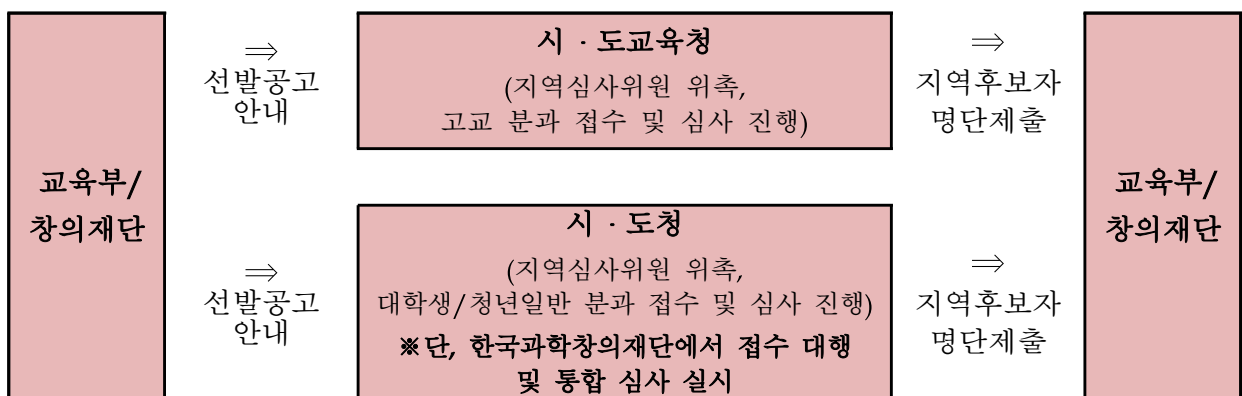 교육부/
창의재단
⇒
선발공고
안내
시 · 도교육청
(지역심사위원 위촉,
고교 분과 접수 및 심사 진행)
⇒
지역후보자
명단제출
⇒
선발공고
안내
시 · 도청
(지역심사위원 위촉,
대학생/청년일반 분과 접수 및 심사 진행)
※단, 한국과학창의재단에서 접수 대행
및 통합 심사 실시
⇒
지역후보자
명단제출
교육부/
창의재단